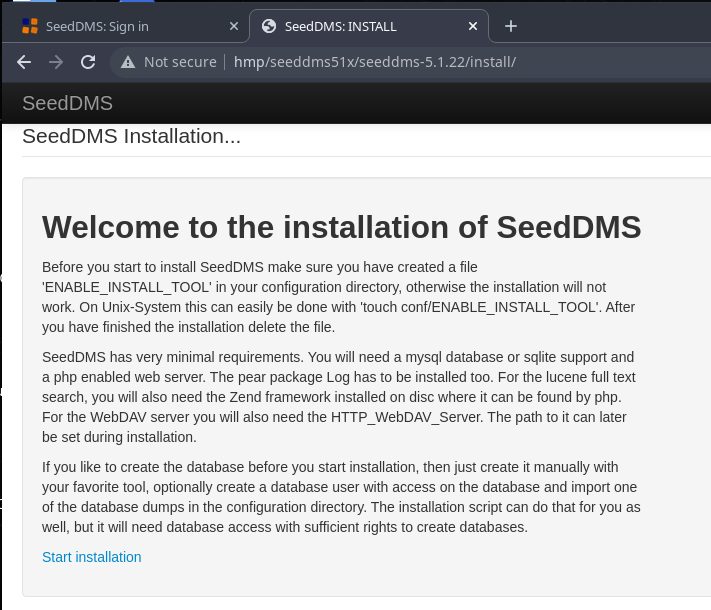 SeedDMS: Sign in
SeedDMS: INSTALL
Not secure
hmp/seeddms51x/seeddms-5.1.22/install/
SeedDMS
SeedDMS Installation...
Welcome to the installation of SeedDMS
Before you start to install SeedDMS make sure you have created a file
'ENABLE_INSTALL_TOOL' in your configuration directory, otherwise the installation will not
work. On Unix-System this can easily be done with 'touch conf/ENABLE_INSTALL_TOOL'. After
you have finished the installation delete the file.
SeedDMS has very minimal requirements. You will need a mysql database or sqlite support and
a php enabled web server. The pear package Log has to be installed too. For the lucene full text
search, you will also need the Zend framework installed on disc where it can be found by php.
For the WebDAV server you will also need the HTTP_WebDAV_Server. The path to it can later
be set during installation.
If you like to create the database before you start installation, then just create it manually with
your favorite tool, optionally create a database user with access on the database and import one
of the database dumps in the configuration directory. The installation script can do that for you as
well, but it will need database access with sufficient rights to create databases.
Start installation